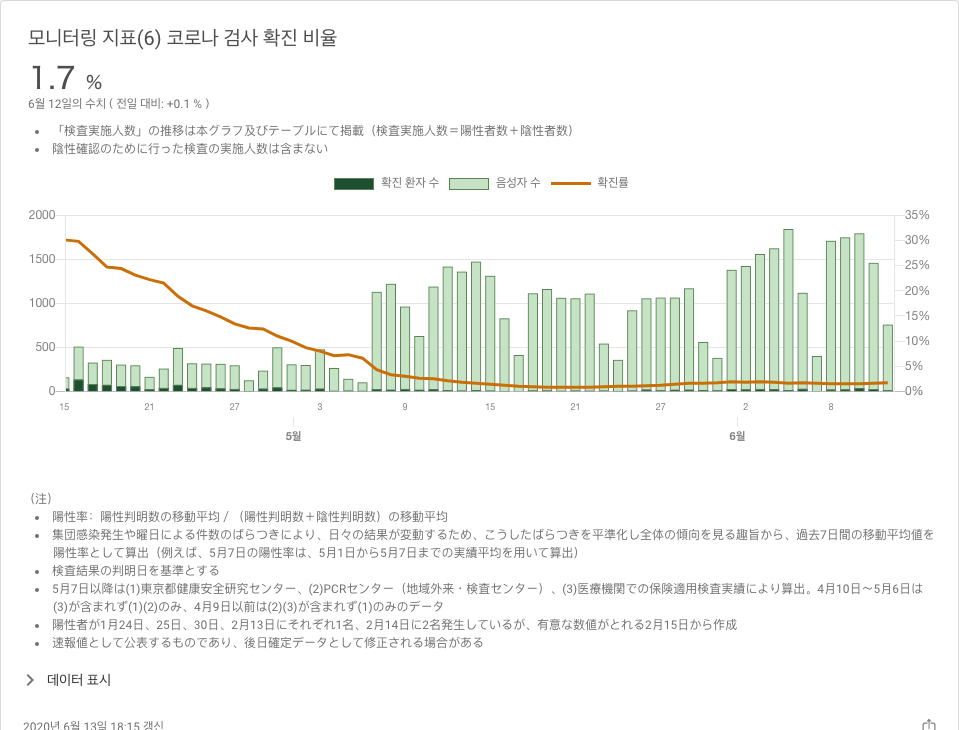 모니터링 지표(6) 코로나 검사 확진 비율
1.7 %
6월 12일의 수치 ( 전일 대비: +0.1 % )
• 「検査実施人数」の推移は本グラフ及びテーブルにて掲載（検査実施人数＝陽性者数＋陰性者数）
• 陰性確認のために行った検査の実施人数は含まない
확진 환자 수 음성자 수 확진률
2000 35%
30%
1500 25%
20%
1000 15%
10%
500 5%
0 0%
15 21 27 3 9 15 21 27 2 8
5월 6월
（注）
• 陽性率：陽性判明数の移動平均 / （陽性判明数＋陰性判明数）の移動平均
• 集団感染発生や曜日による件数のばらつきにより、日々の結果が変動するため、こうしたばらつきを平準化し全体の傾向を見る趣旨から、過去7日間の移動平均値を
陽性率として算出（例えば、5月7日の陽性率は、5月1日から5月7日までの実績平均を用いて算出）
• 検査結果の判明日を基準とする
• 5月7日以降は(1)東京都健康安全研究センター、(2)PCRセンター（地域外来・検査センター）、(3)医療機関での保険適用検査実績により算出。4月10日～5月6日は
(3)が含まれず(1)(2)のみ、4月9日以前は(2)(3)が含まれず(1)のみのデータ
• 陽性者が1月24日、25日、30日、2月13日にそれぞれ1名、2月14日に2名発生しているが、有意な数値がとれる2月15日から作成
• 速報値として公表するものであり、後日確定データとして修正される場合がある
데이터 표시
2020년 6월 13일 18:15 갱신